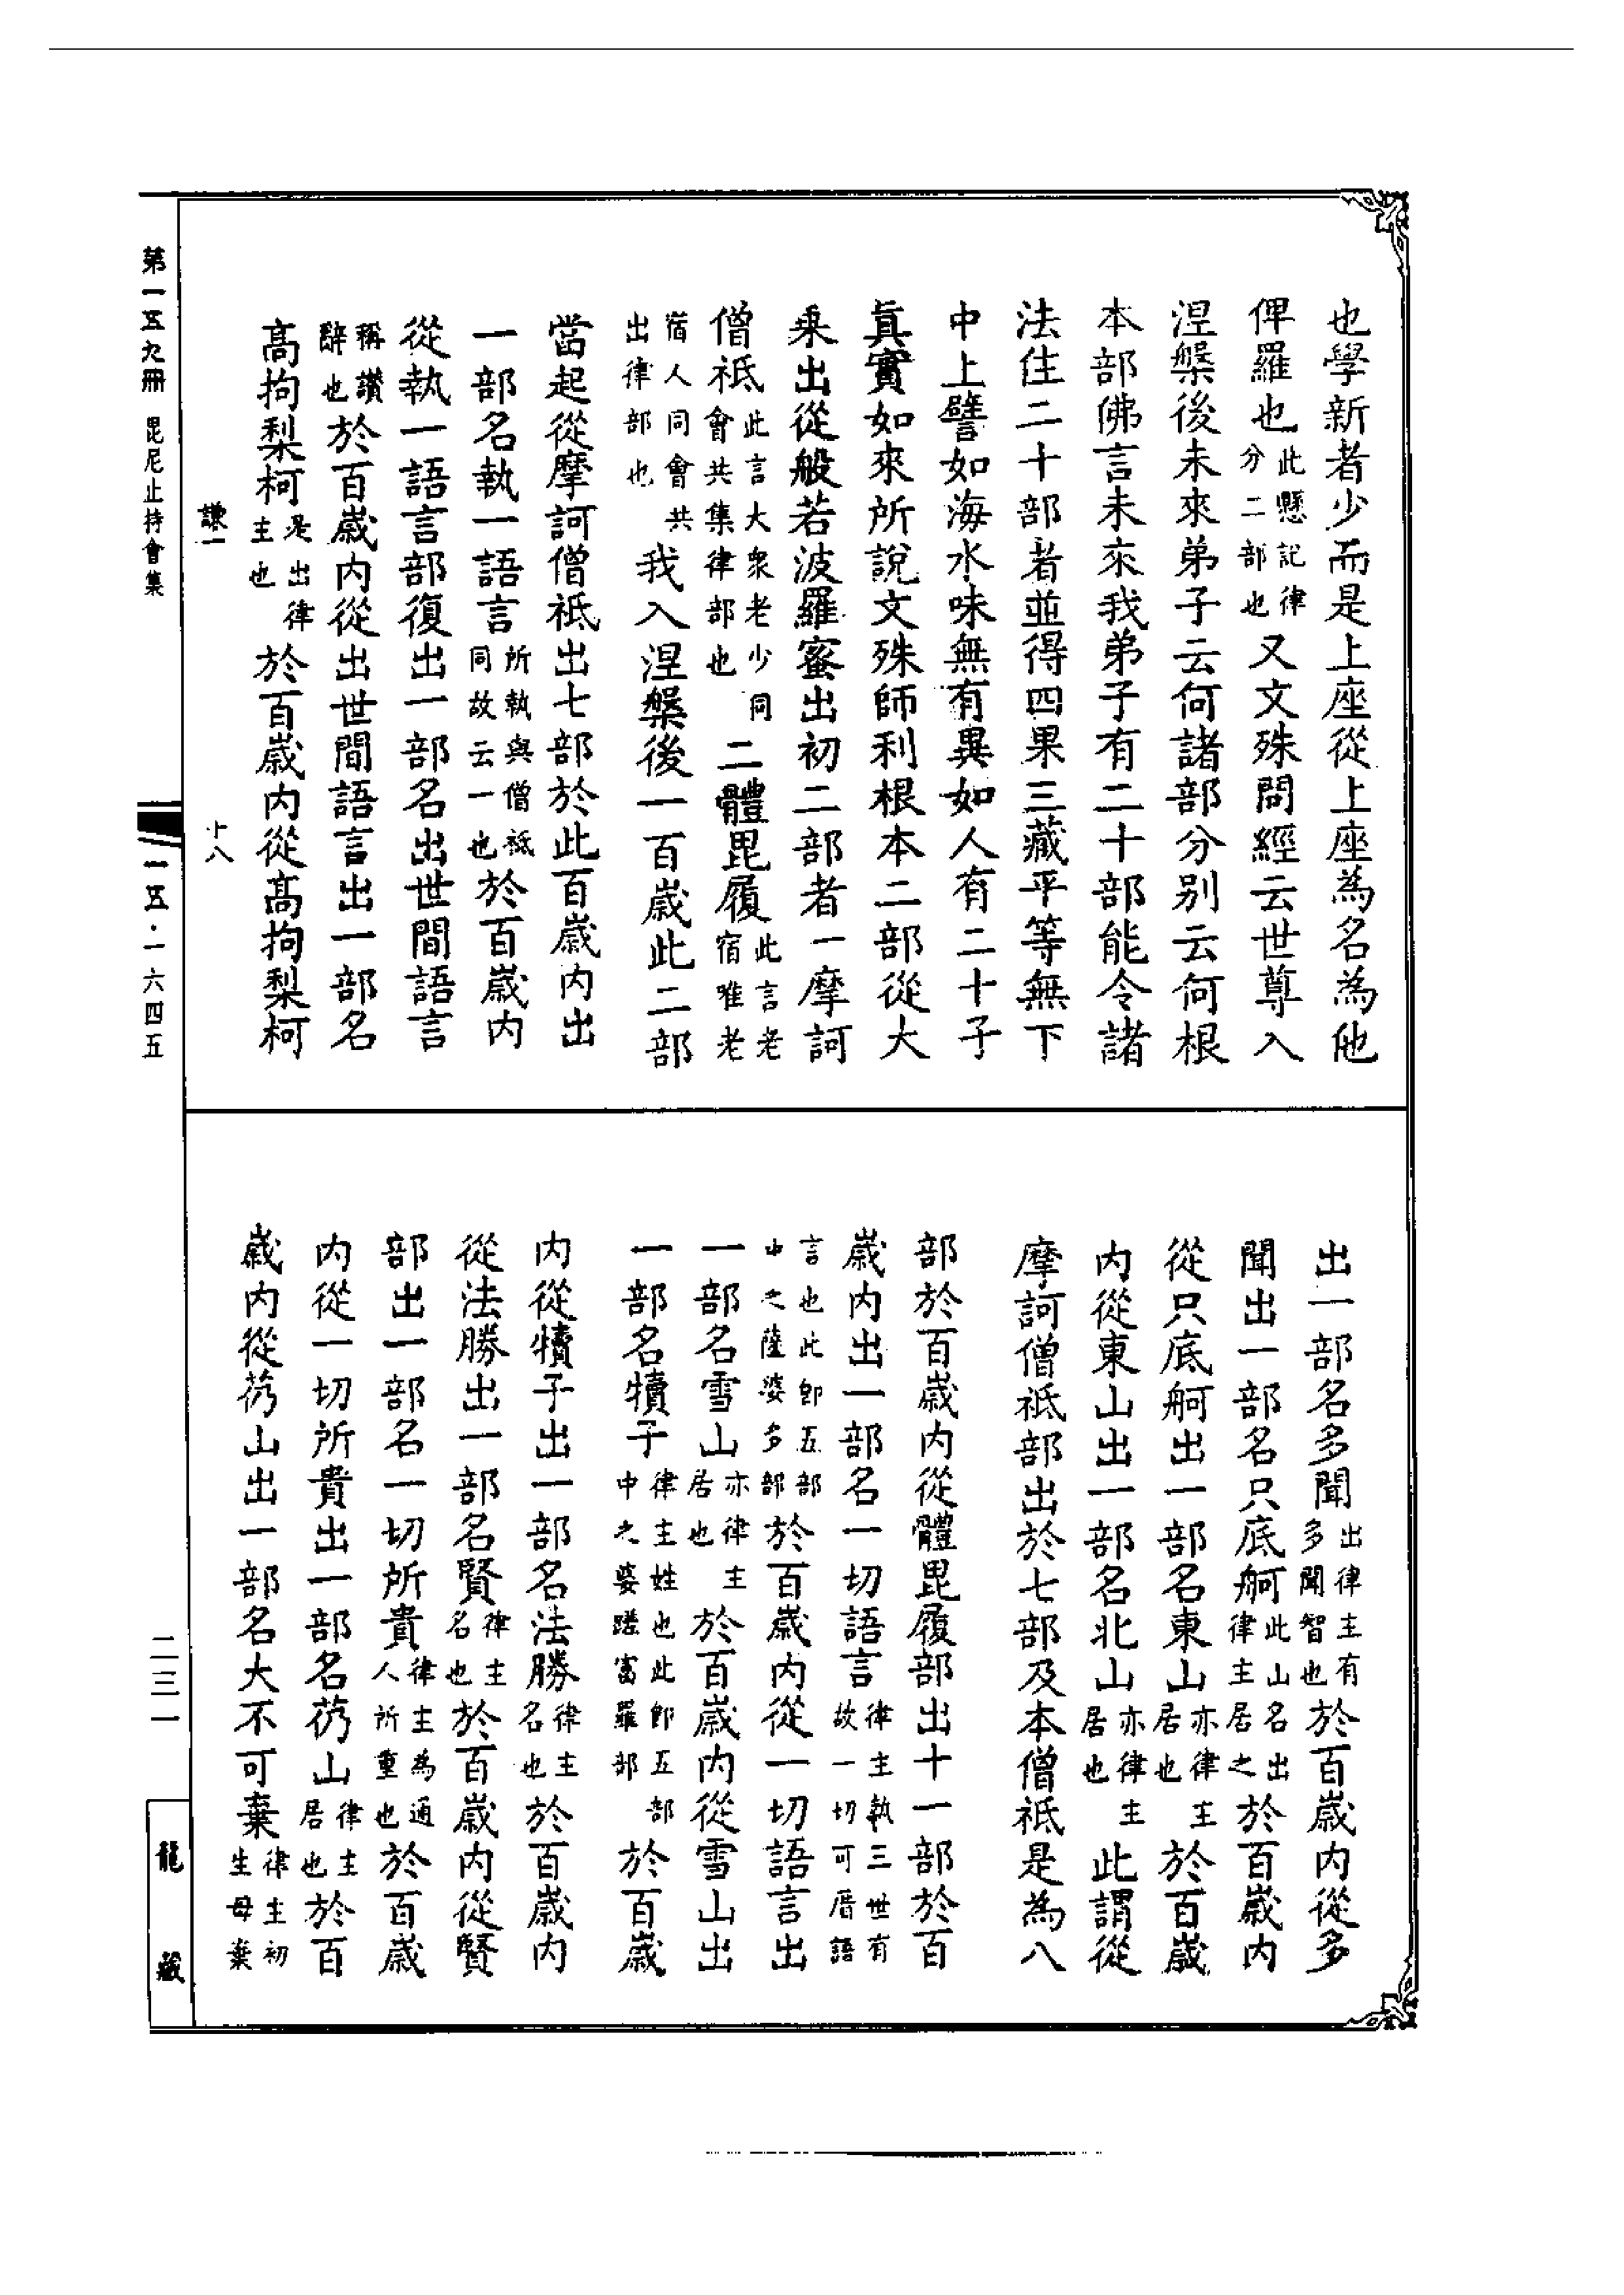 也學新者少而是上座從上座為名為他
俾羅也此懸記律分二部也又文殊問經云世尊入
涅槃後未來弟子云何諸部分別云何根
本部佛言未來我弟子有二十部能令諸
法住二十部者並得四果三藏平等無下
中上譬如海水味無有異如人有二十子
真實如來所說文殊師利根本二部從大
乘出從般若波羅蜜出初二部者一摩訶
僧祇此言大眾老少同會共集律部也二體毘履此言老宿唯老
宿人同會共出律部也我入涅槃後一百歲此二部
當起從摩訶僧祇出七部於此百歲內出
一部名執一語言所執與僧祇同故云一也於百歲內
從執一語言部復出一部名出世間語言
稱讚辭也於百歲內從出世間語言出一部名
高拘梨柯是出律主也於百歲內從高拘梨柯
出一部名多聞出律主有多聞智也於百歲內從多
聞出一部名只底舸此山名出律主居之於百歲內
從只底舸出一部名東山亦律主居也於百歲
內從東山出一部名北山亦律主居也此謂從
摩訶僧祇部出於七部及本僧祇是為八
部於百歲內從體毘履部出十一部於百
歲內出一部名一切語言律主執三世有故一切可厝語
言也此即五部中之薩婆多部於百歲內從一切語言出
一部名雪山亦律主居也於百歲內從雪山出
一部名犢子律主姓也此即五部中之婆蹉富羅部於百歲
內從犢子出一部名法勝律主名也於百歲內
從法勝出一部名賢律主名也於百歲內從賢
部出一部名一切所貴律主為通人所重也於百歲
內從一切所貴出一部名芿山律主居也於百
歲內從芿山出一部名大不可棄律主初生母棄
謙一
十八
第一五九冊 毘尼止持會集
一五·一六四五
二三一
龍藏